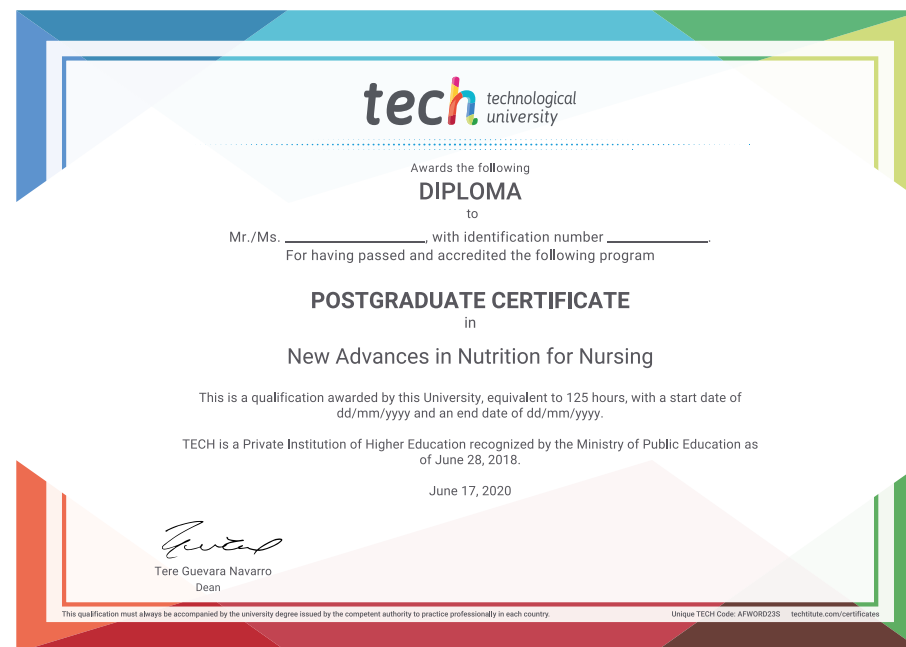 tech technological
university
Awards the following
DIPLOMA
to
Mr./Ms. ____________________, with identification number ______________.
For having passed and accredited the following program
POSTGRADUATE CERTIFICATE
in
New Advances in Nutrition for Nursing
This is a qualification awarded by this University, equivalent to 125 hours, with a start date of
dd/mm/yyyy and an end date of dd/mm/yyyy.
TECH is a Private Institution of Higher Education recognized by the Ministry of Public Education as
of June 28, 2018.
June 17, 2020
Tere Guevara Navarro
Dean
This qualification must always be accompanied by the university degree issued by the competent authority to practice professionally in each country. Unique TECH Code: AFWORD23S techtitute.com/certificates